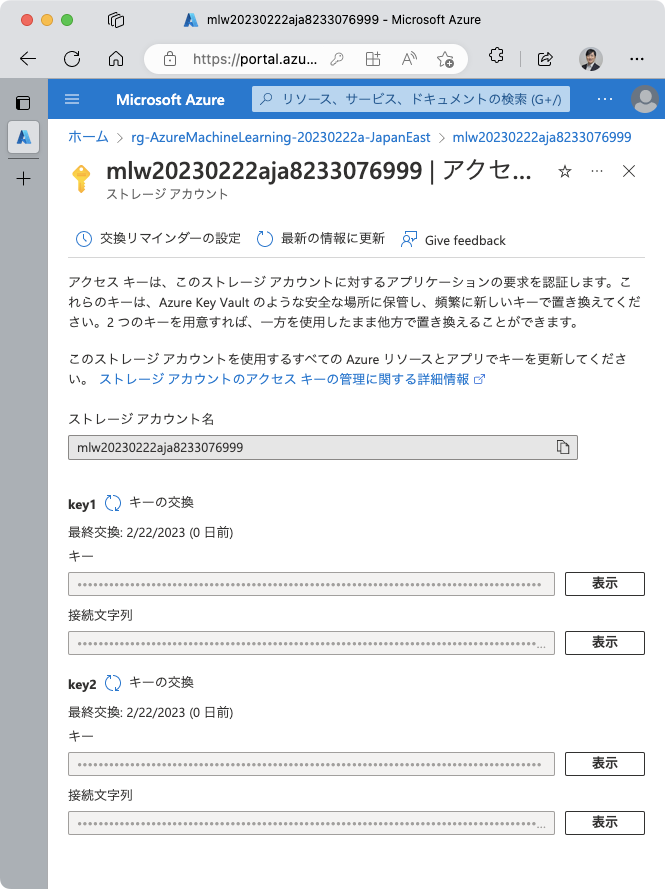 mlw20230222aja8233076999 - Microsoft Azure
https://portal.azu...
Microsoft Azure
リソース、サービス、ドキュメントの検索 (G+/)
ホーム > rg-AzureMachineLearning-20230222a-JapanEast > mlw20230222aja8233076999
mlw20230222aja8233076999 | アクセ...
ストレージ アカウント
交換リマインダーの設定 最新の情報に更新 Give feedback
アクセス キーは、このストレージ アカウントに対するアプリケーションの要求を認証します。こ
れらのキーは、Azure Key Vault のような安全な場所に保管し、頻繁に新しいキーで置き換えてくだ
さい。2 つのキーを用意すれば、一方を使用したまま他方で置き換えることができます。
このストレージ アカウントを使用するすべての Azure リソースとアプリでキーを更新してくださ
い。 ストレージ アカウントのアクセス キーの管理に関する詳細情報
ストレージ アカウント名
mlw20230222aja8233076999
key1 キーの交換
最終交換: 2/22/2023 (0 日前)
キー
表示
接続文字列
表示
key2 キーの交換
最終交換: 2/22/2023 (0 日前)
キー
表示
接続文字列
表示